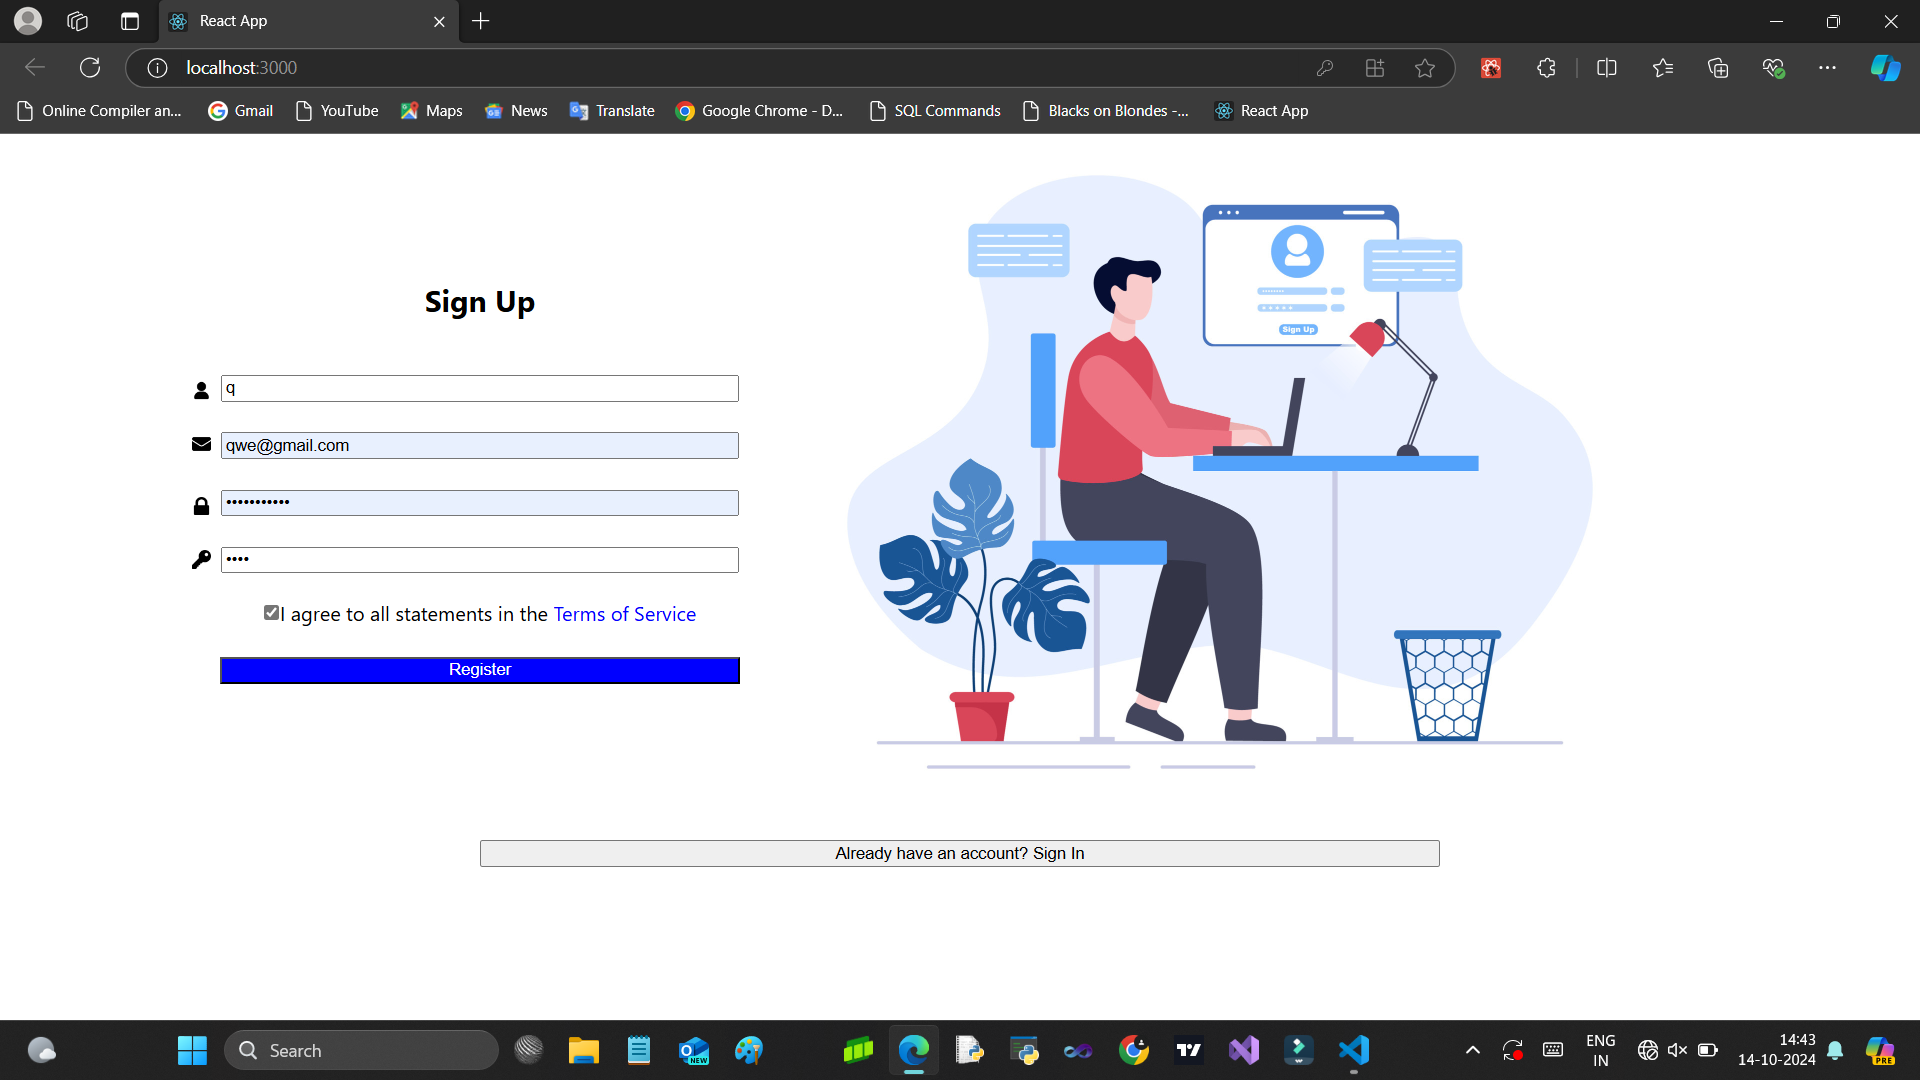 React App
localhost:3000
Online Compiler an...
Gmail
YouTube
Maps
News
Translate
Google Chrome - D...
SQL Commands
Blacks on Blondes -...
React App
Sign Up
Sign Up
q
qwe@gmail.com
•••••••••••
••••
I agree to all statements in the Terms of Service
Register
Already have an account? Sign In
Search
NEW
ENG
IN
14:43
14-10-2024
PRE